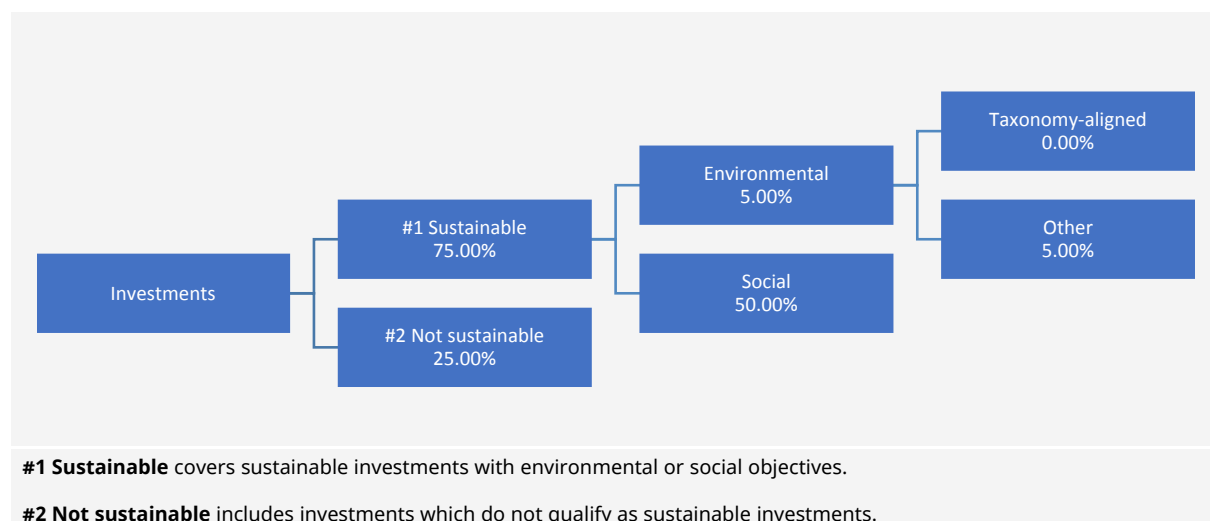 Taxonomy-aligned
0.00%
Environmental
5.00%
#1 Sustainable
75.00%
Other
5.00%
Investments
Social
50.00%
#2 Not sustainable
25.00%
#1 Sustainable covers sustainable investments with environmental or social objectives.
#2 Not sustainable includes investments which do not qualify as sustainable investments.